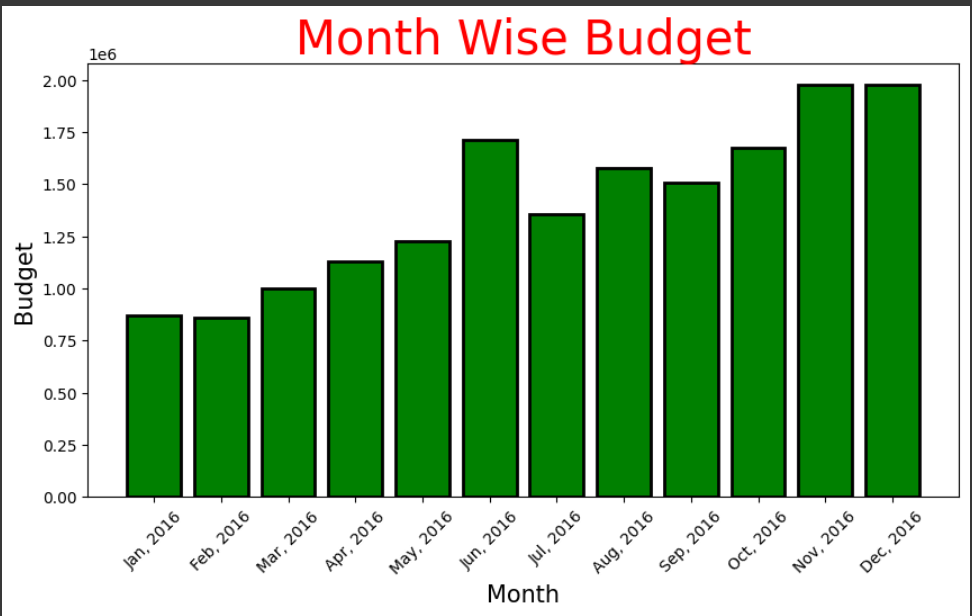 Month Wise Budget
1e6
2.00
1.75
1.50
1.25
1.00
0.75
0.50
0.25
0.00
Budget
Jan, 2016
Feb, 2016
Mar, 2016
Apr, 2016
May, 2016
Jun, 2016
Jul, 2016
Aug, 2016
Sep, 2016
Oct, 2016
Nov, 2016
Dec, 2016
Month